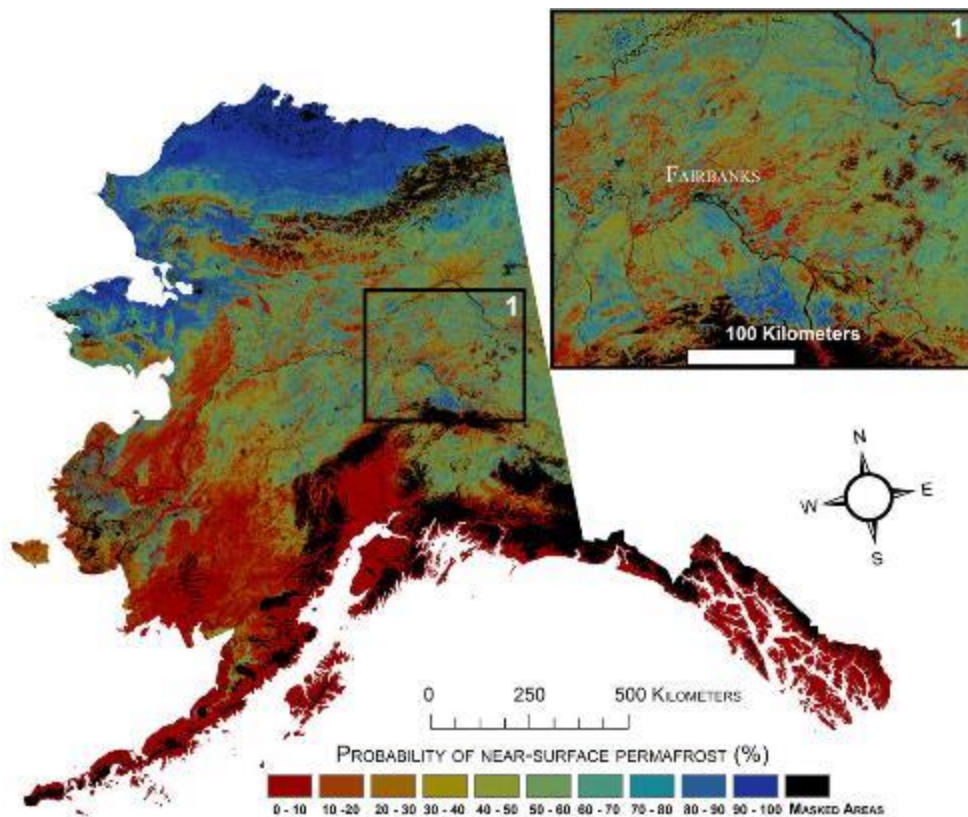 1
FAIRBANKS
100 Kilometers
1
N
W E
S
0 250 500 KILOMETERS
PROBABILITY OF NEAR-SURFACE PERMAFROST (%)
0 - 10 10 -20 20 - 30 30 - 40 40 - 50 50 - 60 60 - 70 70 - 80 80 - 90 90 - 100 MASKED AREAS